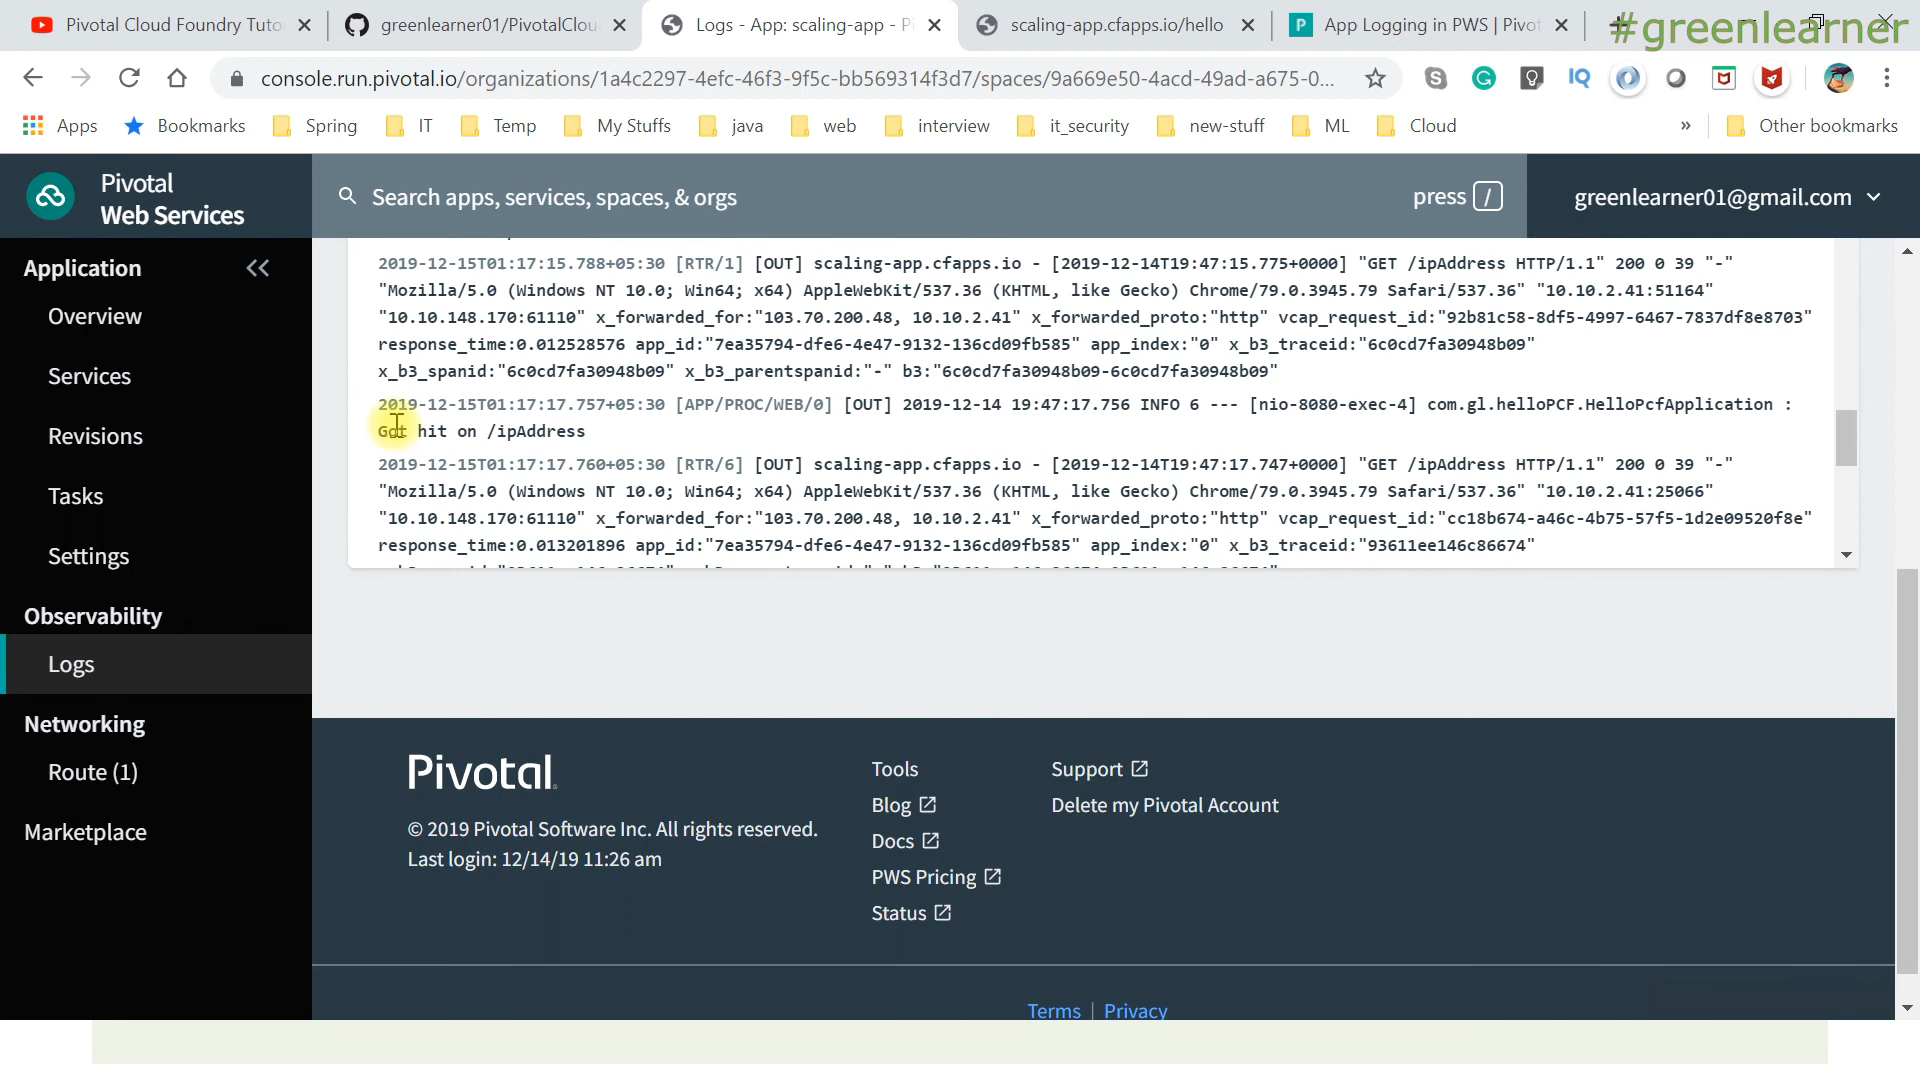 Pivotal Cloud Foundry Tuto
greenlearner01/PivotalClou
Logs - App: scaling-app - Pi
scaling-app.cfapps.io/hello
App Logging in PWS | Pivot
#greenlearner
console.run.pivotal.io/organizations/1a4c2297-4efc-46f3-9f5c-bb569314f3d7/spaces/9a669e50-4acd-49ad-a675-0...
IQ
Apps
Bookmarks
Spring
IT
Temp
My Stuffs
java
web
interview
it_security
new-stuff
ML
Cloud
»
Other bookmarks
Pivotal
Web Services
Search apps, services, spaces, & orgs
press /
greenlearner01@gmail.com
Application
Overview
Services
Revisions
Tasks
Settings
Observability
Logs
Networking
Route (1)
Marketplace
2019-12-15T01:17:15.788+05:30 [RTR/1] [OUT] scaling-app.cfapps.io - [2019-12-14T19:47:15.775+0000] "GET /ipAddress HTTP/1.1" 200 0 39 "-"
"Mozilla/5.0 (Windows NT 10.0; Win64; x64) AppleWebKit/537.36 (KHTML, like Gecko) Chrome/79.0.3945.79 Safari/537.36" "10.10.2.41:51164"
"10.10.148.170:61110" x_forwarded_for:"103.70.200.48, 10.10.2.41" x_forwarded_proto:"http" vcap_request_id:"92b81c58-8df5-4997-6467-7837df8e8703"
response_time:0.012528576 app_id:"7ea35794-dfe6-4e47-9132-136cd09fb585" app_index:"0" x_b3_traceid:"6c0cd7fa30948b09"
x_b3_spanid:"6c0cd7fa30948b09" x_b3_parentspanid:"-" b3:"6c0cd7fa30948b09-6c0cd7fa30948b09"
2019-12-15T01:17:17.757+05:30 [APP/PROC/WEB/0] [OUT] 2019-12-14 19:47:17.756 INFO 6 --- [nio-8080-exec-4] com.gl.helloPCF.HelloPcfApplication :
Got hit on /ipAddress
2019-12-15T01:17:17.760+05:30 [RTR/6] [OUT] scaling-app.cfapps.io - [2019-12-14T19:47:17.747+0000] "GET /ipAddress HTTP/1.1" 200 0 39 "-"
"Mozilla/5.0 (Windows NT 10.0; Win64; x64) AppleWebKit/537.36 (KHTML, like Gecko) Chrome/79.0.3945.79 Safari/537.36" "10.10.2.41:25066"
"10.10.148.170:61110" x_forwarded_for:"103.70.200.48, 10.10.2.41" x_forwarded_proto:"http" vcap_request_id:"cc18b674-a46c-4b75-57f5-1d2e09520f8e"
response_time:0.013201896 app_id:"7ea35794-dfe6-4e47-9132-136cd09fb585" app_index:"0" x_b3_traceid:"93611ee146c86674"
Pivotal
© 2019 Pivotal Software Inc. All rights reserved.
Last login: 12/14/19 11:26 am
Tools
Blog
Docs
PWS Pricing
Status
Support
Delete my Pivotal Account
Terms | Privacy